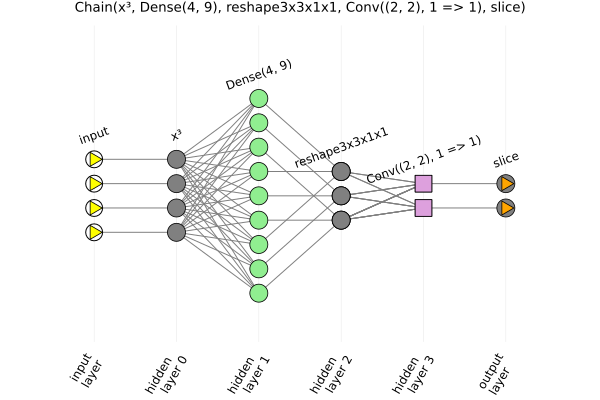 Chain(x³, Dense(4, 9), reshape3x3x1x1, Conv((2, 2), 1 => 1), slice)
input
x³
Dense(4, 9)
reshape3x3x1x1
Conv((2, 2), 1 => 1)
slice
input
layer
hidden
layer 0
hidden
layer 1
hidden
layer 2
hidden
layer 3
output
layer